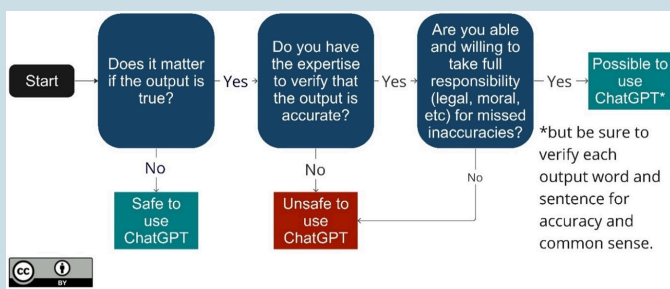 Start
Does it matter
if the output is
true?
Yes
Do you have
the expertise
to verify that
the output is
accurate?
Yes
Are you able
and willing to
take full
responsibility
(legal, moral,
etc) for missed
inaccuracies?
Yes
Possible to
use
ChatGPT*
No
No
No
Safe to
use
ChatGPT
Unsafe to
use
ChatGPT
*but be sure to
verify each
output word and
sentence for
accuracy and
common sense.
cc
BY